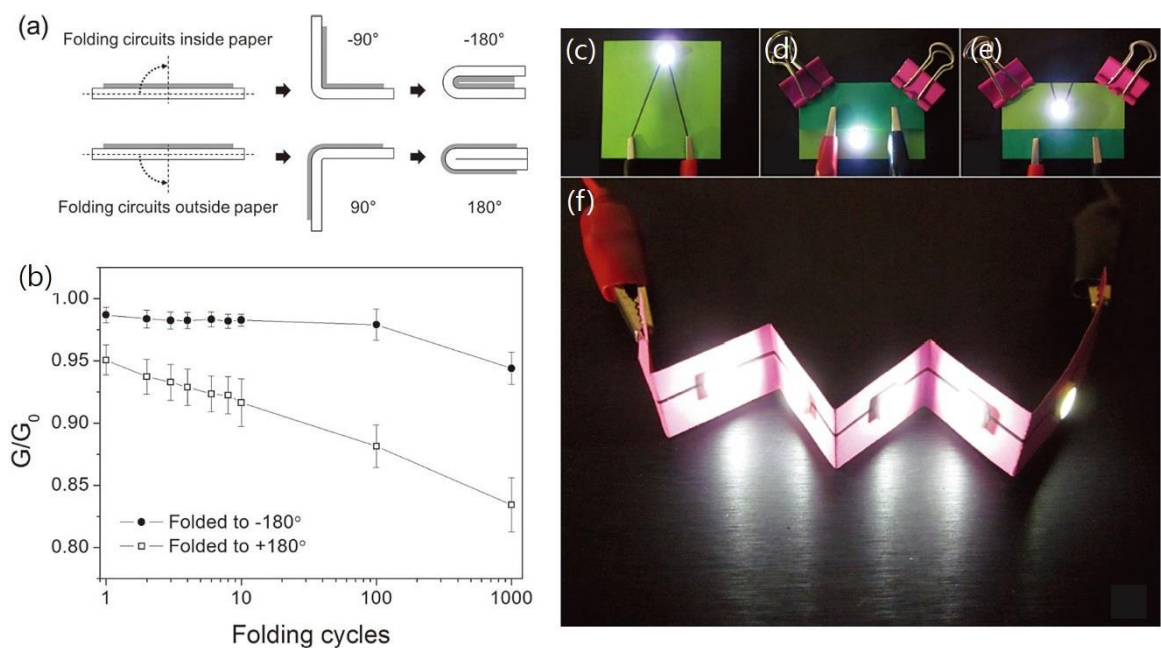 (a)
Folding circuits inside paper
-90°
-180°
Folding circuits outside paper
90°
180°
(b)
1.00
0.95
0.90
0.85
0.80
G/G₀
Folded to -180°
Folded to +180°
1
10
100
1000
Folding cycles
(c)
(d)
(e)
(f)